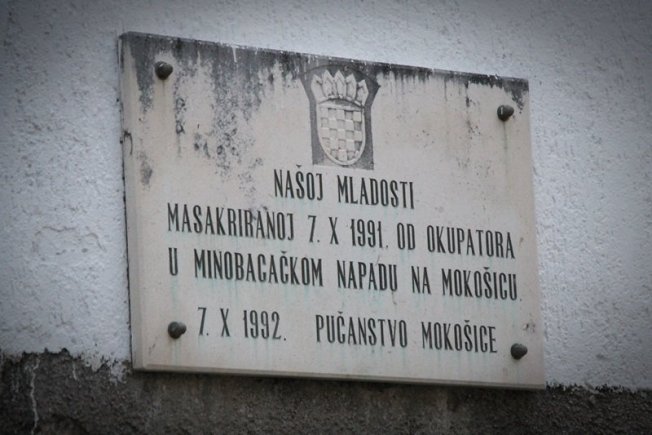 NAŠOJ MLADOSTI
MASAKRIRANOJ 7. X 1991. OD OKUPATORA
U MINOBACAČKOM NAPADU NA MOKOŠICU.
7. X 1992. PUČANSTVO MOKOŠICE